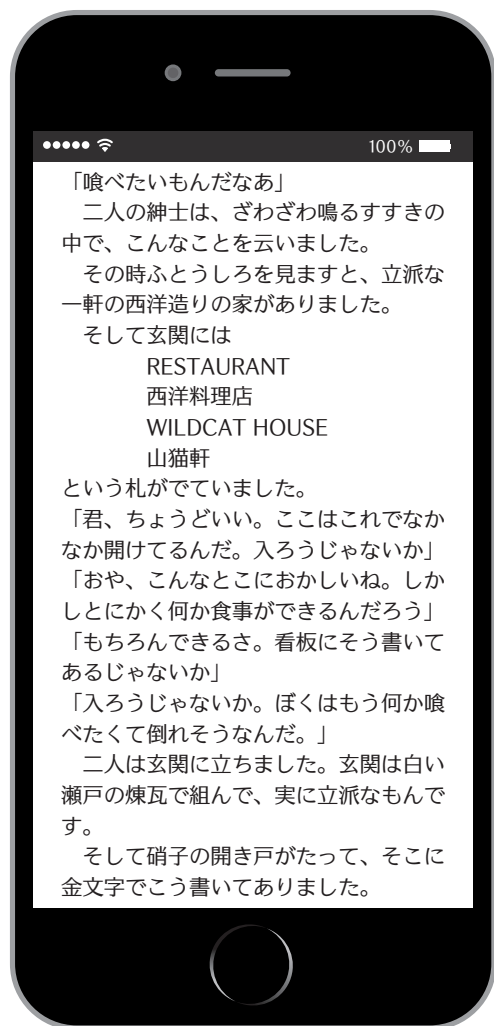 100%
「喰べたいもんだなあ」
　二人の紳士は、ざわざわ鳴るすすきの
中で、こんなことを云いました。
　その時ふとうしろを見ますと、立派な
一軒の西洋造りの家がありました。
　そして玄関には
RESTAURANT
西洋料理店
WILDCAT HOUSE
山猫軒
という札がでていました。
「君、ちょうどいい。ここはこれでなか
なか開けてるんだ。入ろうじゃないか」
「おや、こんなとこにおかしいね。しか
しとにかく何か食事ができるんだろう」
「もちろんできるさ。看板にそう書いて
あるじゃないか」
「入ろうじゃないか。ぼくはもう何か喰
べたくて倒れそうなんだ。」
　二人は玄関に立ちました。玄関は白い
瀬戸の煉瓦で組んで、実に立派なもんで
す。
　そして硝子の開き戸がたって、そこに
金文字でこう書いてありました。